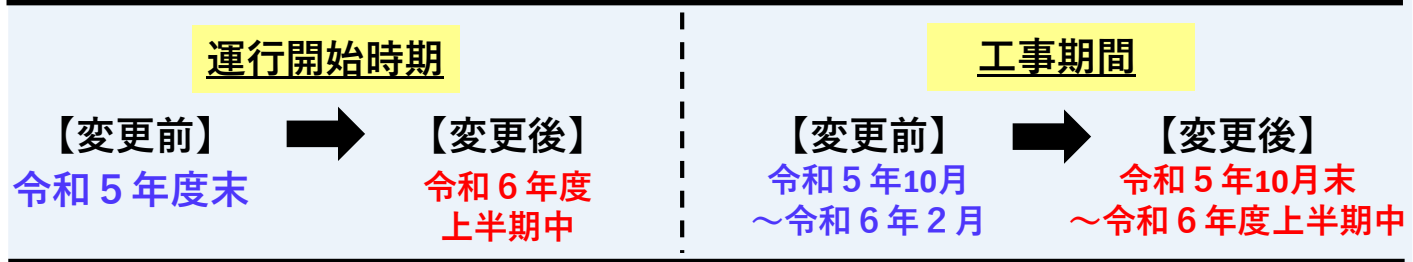 運行開始時期
【変更前】
令和５年度末
【変更後】
令和６年度
上半期中
工事期間
【変更前】
令和５年10月
～令和６年２月
【変更後】
令和５年10月末
～令和６年度上半期中